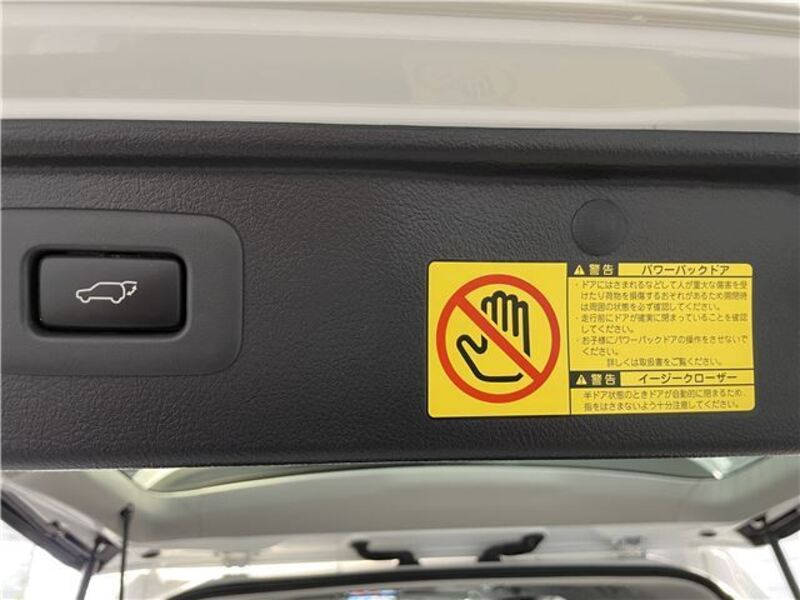 警告 パワーバックドア
・ドアにはさまれるなどして人が重大な傷害を受
けたり荷物を損傷するおそれがあるため開閉時
は周囲の状態を必ず確認してください。
・走行前にドアが確実に閉まっていることを確認
してください。
・お子様にパワーバックドアの操作をさせないで
ください。
詳しくは取扱書をご覧ください。
警告 イージークローザー
半ドア状態のときドアが自動的に閉まるため、
指をはさまないよう十分注意してください。